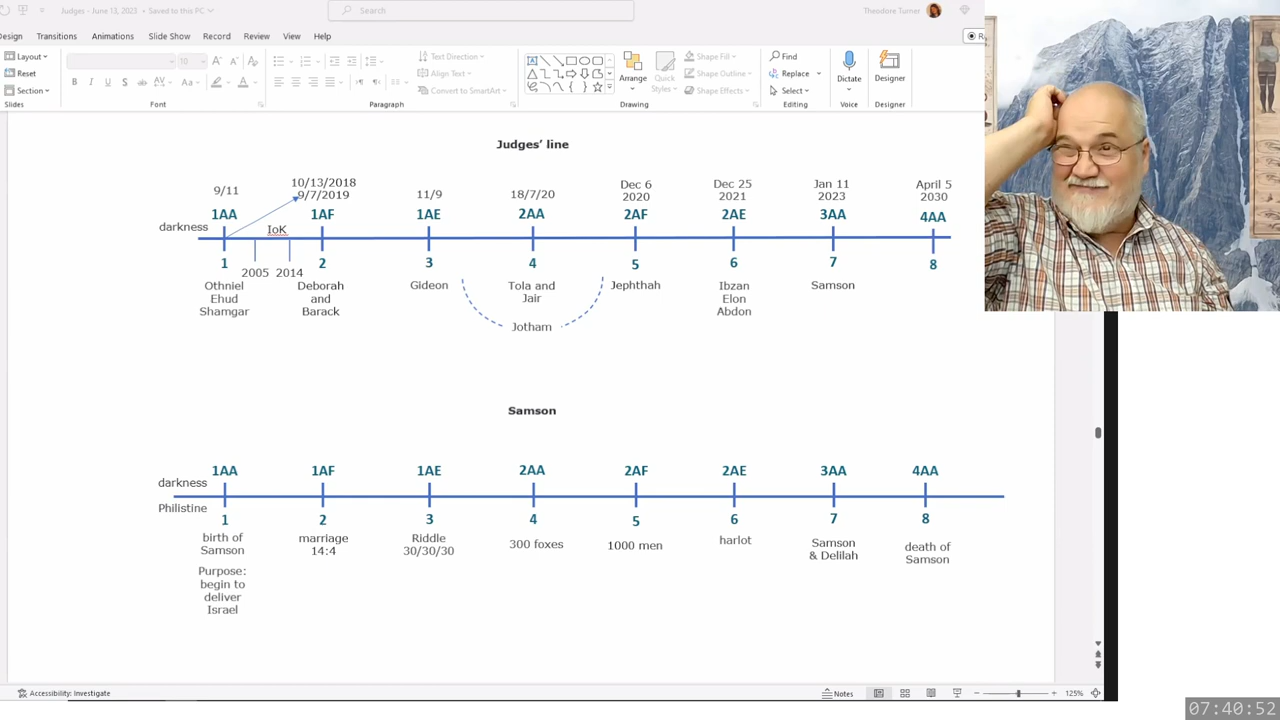 Judges - June 13, 2023 • Saved to this PC
Search
Theodore Turner
Design Transitions Animations Slide Show Record Review View Help
Layout
Reset
Section
Slides
B I U S
Aa
Font
Paragraph
Text Direction
Align Text
Convert to SmartArt
Arrange
Quick
Styles
Shape Fill
Shape Outline
Shape Effects
Drawing
Find
Replace
Select
Editing
Dictate
Voice
Designer
Designer
Judges' line
9/11
10/13/2018
9/7/2019
11/9
18/7/20
Dec 6
2020
Dec 25
2021
Jan 11
2023
April 5
2030
1AA 1AF 1AE 2AA 2AF 2AE 3AA 4AA
darkness
IoK
1 2 3 4 5 6 7 8
2005 2014
Othniel
Ehud
Shamgar
Deborah
and
Barack
Gideon
Tola and
Jair
Jotham
Jephthah
Ibzan
Elon
Abdon
Samson
Samson
1AA 1AF 1AE 2AA 2AF 2AE 3AA 4AA
darkness
Philistine
1 2 3 4 5 6 7 8
birth of
Samson
Purpose:
begin to
deliver
Israel
marriage
14:4
Riddle
30/30/30
300 foxes
1000 men
harlot
Samson
& Delilah
death of
Samson
Accessibility: Investigate
Notes
125%
07:40:52